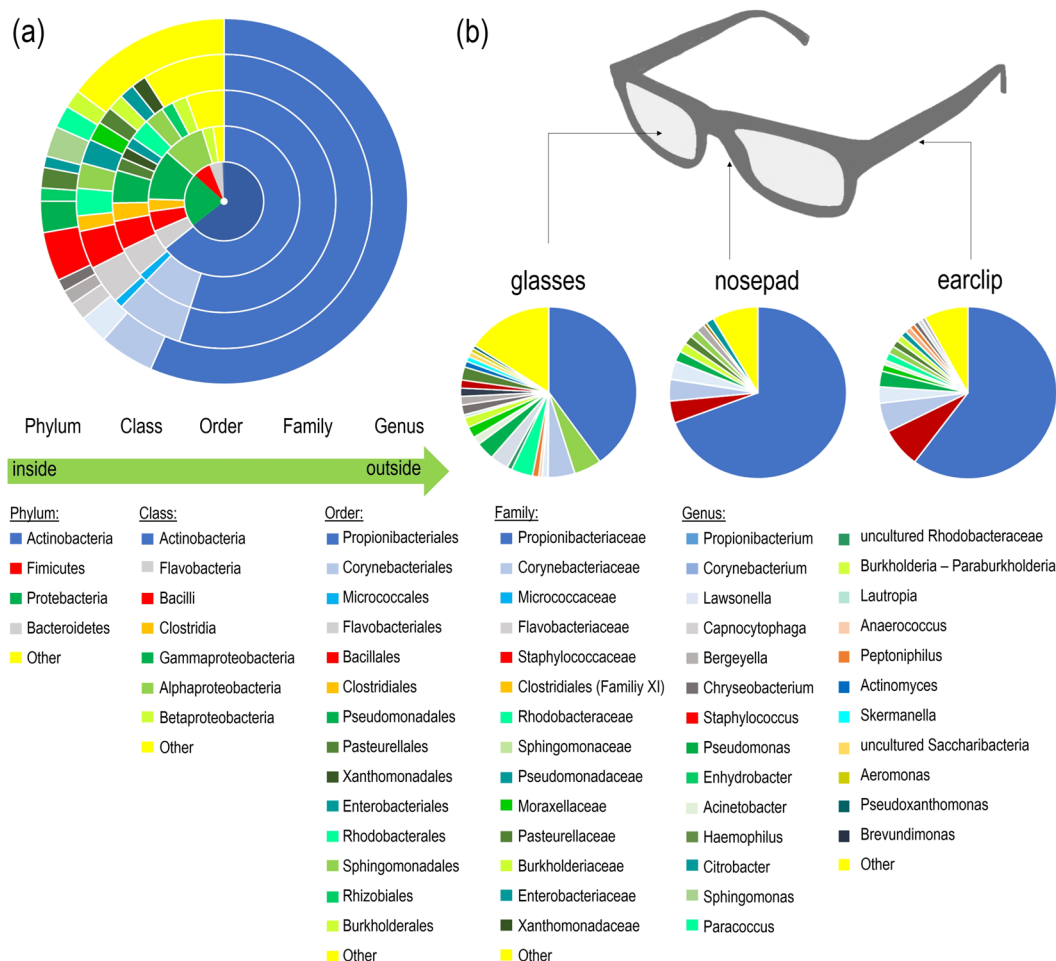 (a)
(b)
glasses
nosepad
earclip
Phylum
Class
Order
Family
Genus
inside
outside
Phylum:
Actinobacteria
Fimicutes
Protebacteria
Bacteroidetes
Other
Class:
Actinobacteria
Flavobacteria
Bacilli
Clostridia
Gammaproteobacteria
Alphaproteobacteria
Betaproteobacteria
Other
Order:
Propionibacteriales
Corynebacteriales
Micrococcales
Flavobacteriales
Bacillales
Clostridiales
Pseudomonadales
Pasteurellales
Xanthomonadales
Enterobacteriales
Rhodobacterales
Sphingomonadales
Rhizobiales
Burkholderales
Other
Family:
Propionibacteriaceae
Corynebacteriaceae
Micrococcaceae
Flavobacteriaceae
Staphylococcaceae
Clostridiales (Familiy XI)
Rhodobacteraceae
Sphingomonaceae
Pseudomonadaceae
Moraxellaceae
Pasteurellaceae
Burkholderiaceae
Enterobacteriaceae
Xanthomonadaceae
Other
Genus:
Propionibacterium
Corynebacterium
Lawsonella
Capnocytophaga
Bergeyella
Chryseobacterium
Staphylococcus
Pseudomonas
Enhydrobacter
Acinetobacter
Haemophilus
Citrobacter
Sphingomonas
Paracoccus
uncultured Rhodobacteraceae
Burkholderia – Paraburkholderia
Lautropia
Anaerococcus
Peptoniphilus
Actinomyces
Skermanella
uncultured Saccharibacteria
Aeromonas
Pseudoxanthomonas
Brevundimonas
Other